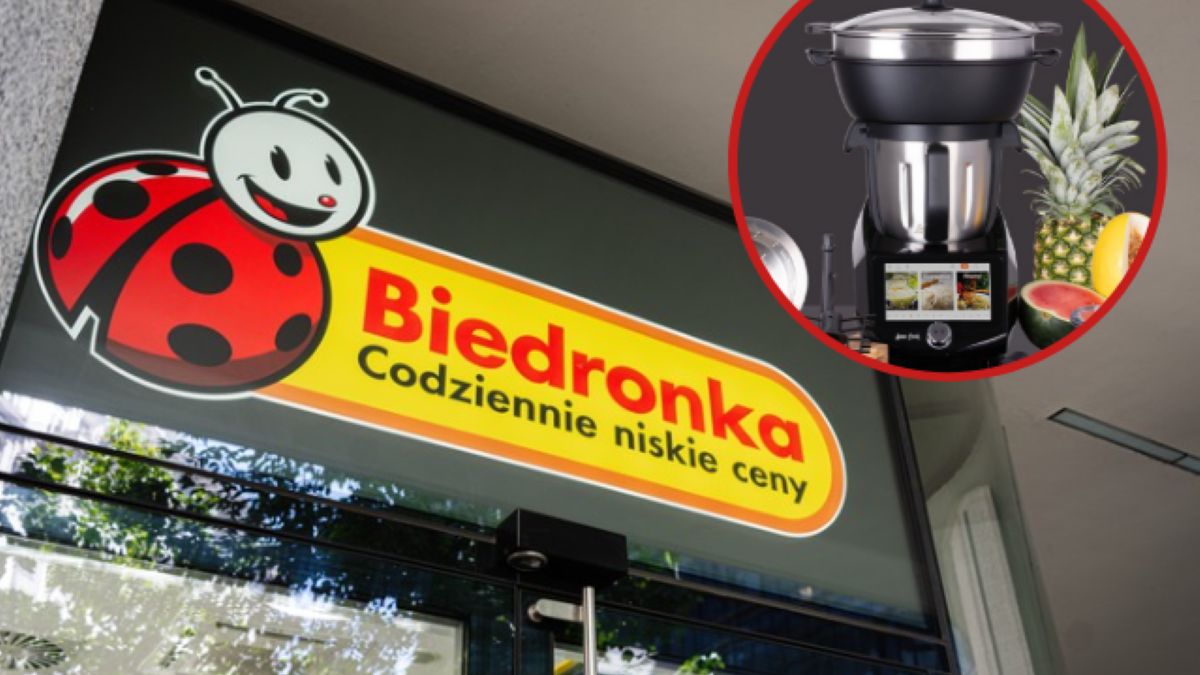 Biedronka
Codziennie niskie ceny